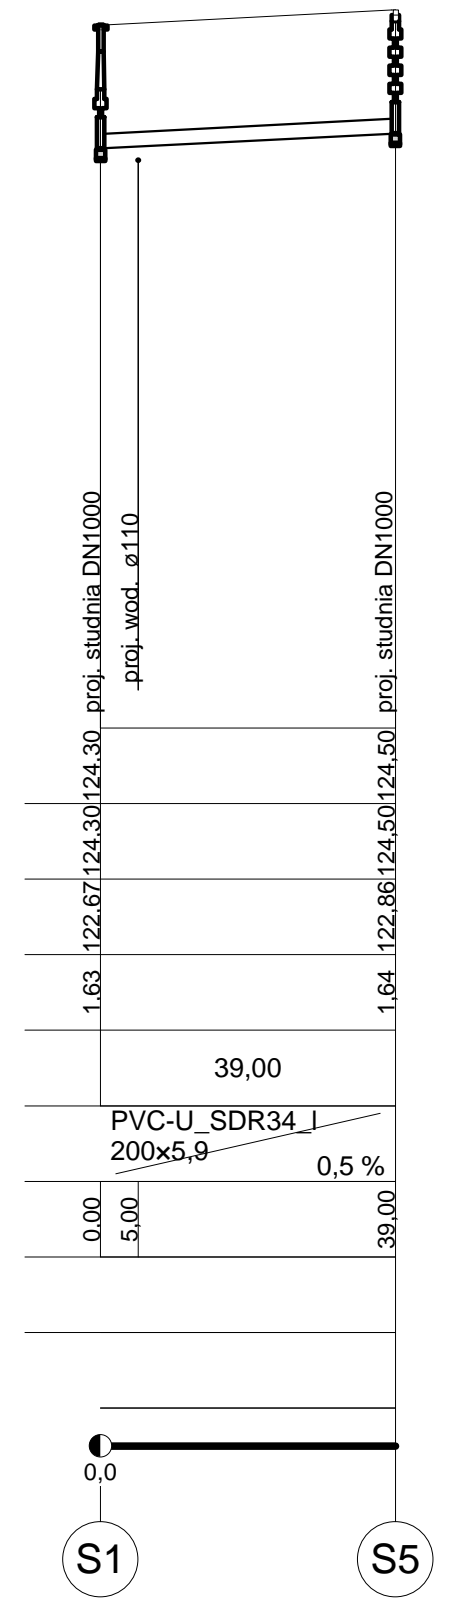 proj. studnia DN1000
proj. wod. ø110
proj. studnia DN1000
124,30
124,50
124,30
124,50
122,67
122,86
1,63
1,64
39,00
PVC-U_SDR34_I
200×5,9
0,5 %
0,00
5,00
39,00
0,0
S1
S5